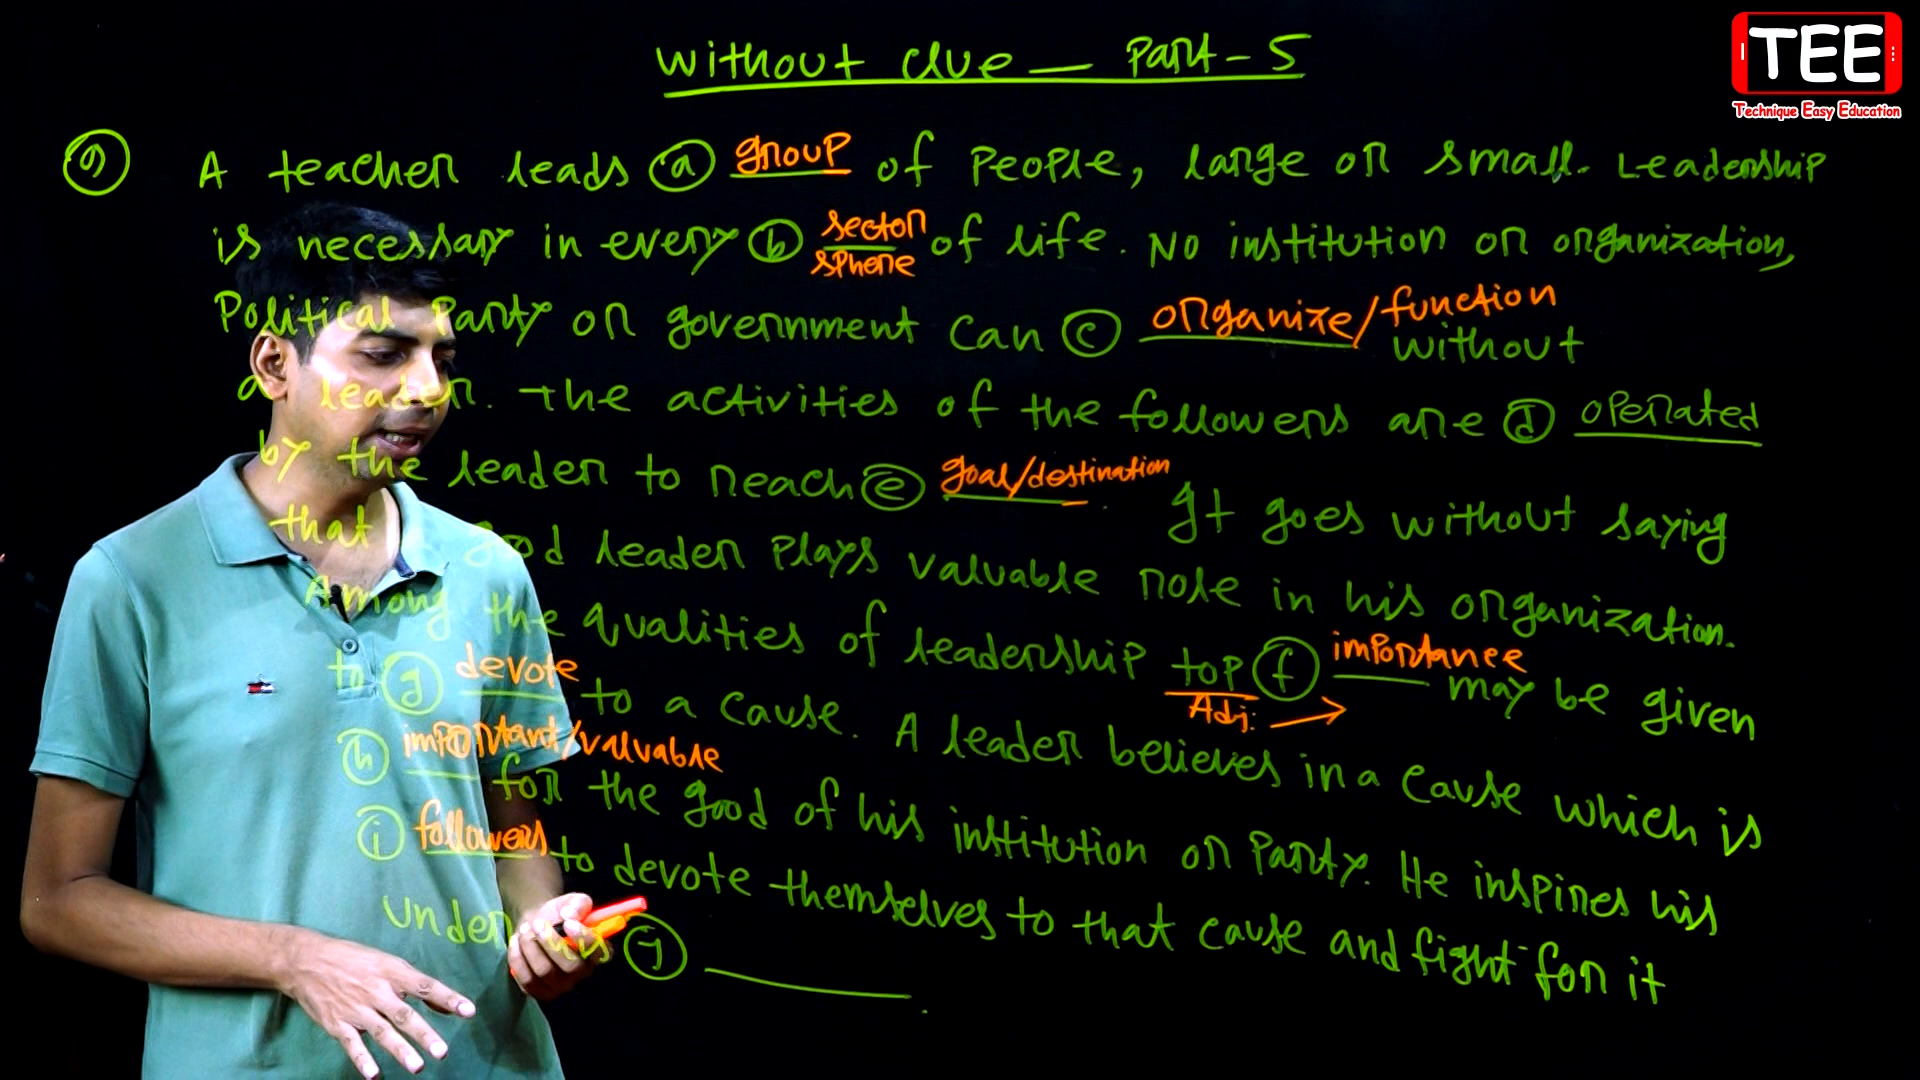 Without clue — Part - 5
TEE
Technique Easy Education
A teacher leads (a) group of people, large or small. Leadership
is necessary in every (b) sector of life. No institution or organization,
sphere
Political Party or government can (c) organize/function without
a leader. The activities of the followers are (d) operated
by the leader to reach (e) goal/destination. It goes without saying
that good leader plays valuable role in his organization.
Among the qualities of leadership top (f) importance may be given
Adj:
to (g) devote to a cause. A leader believes in a cause which is
(h) important/valuable for the good of his institution or party. He inspires his
(i) followers to devote themselves to that cause and fight for it
under his (j)